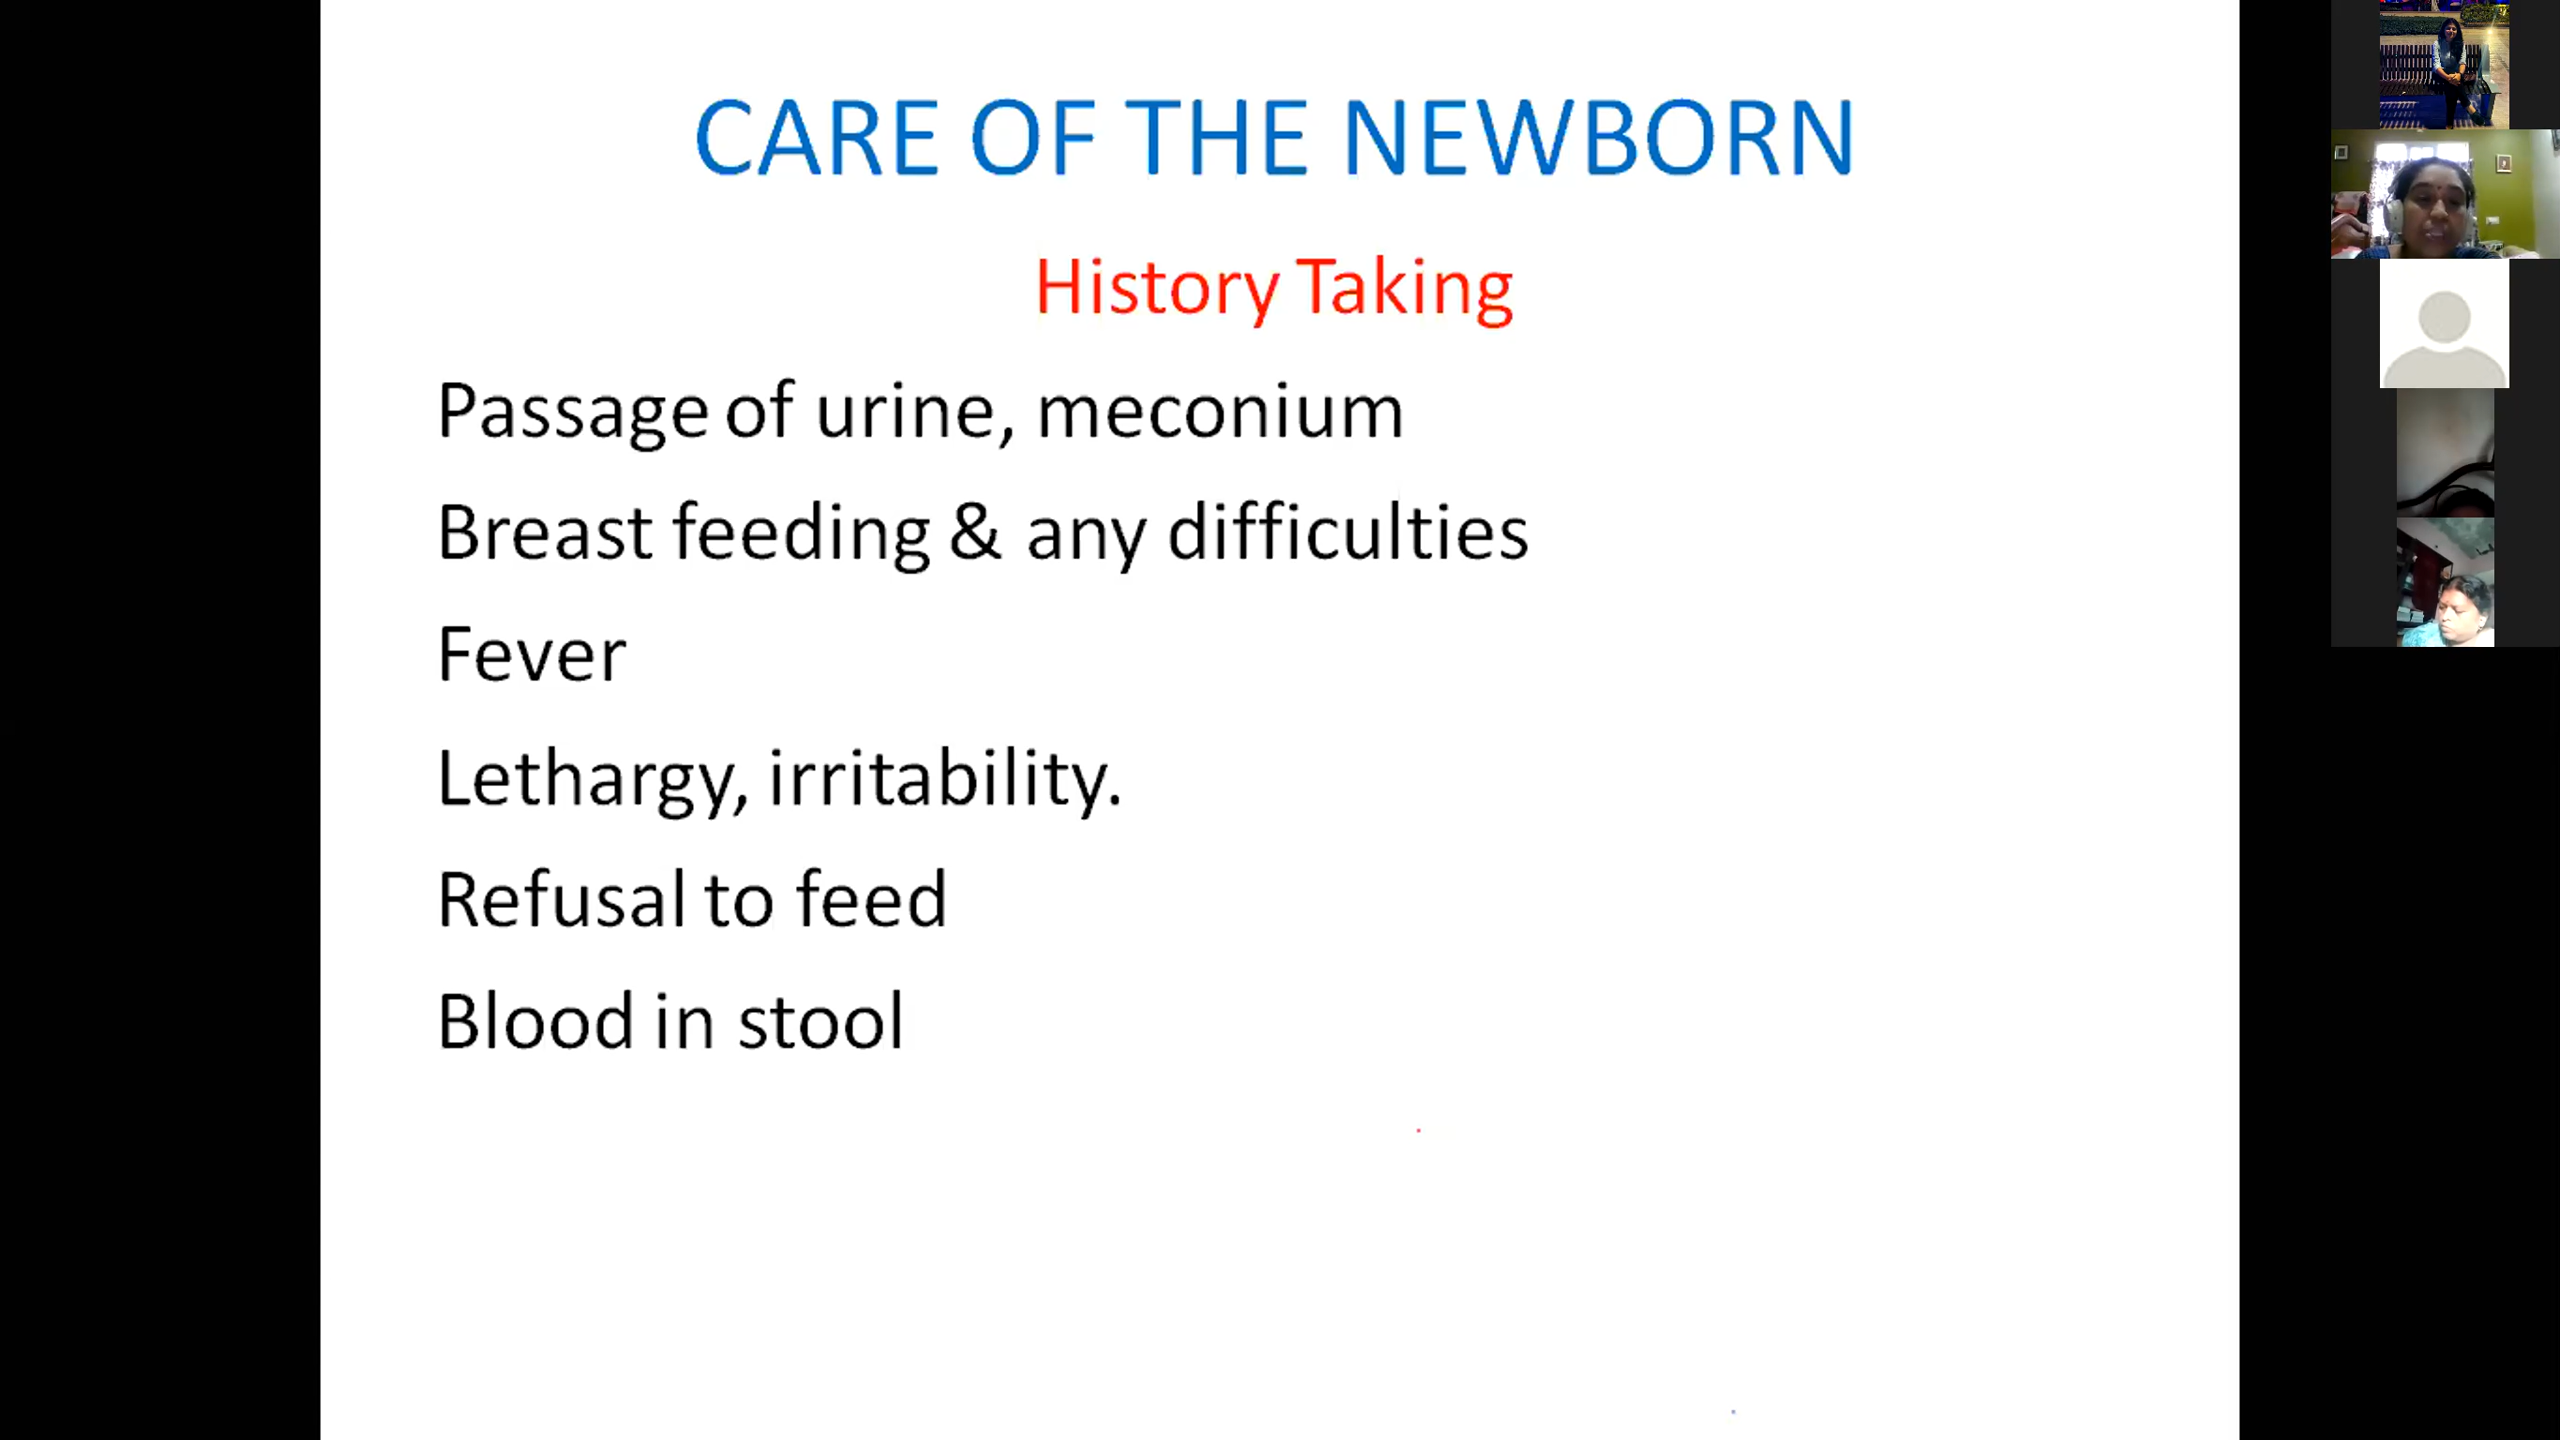 CARE OF THE NEWBORN
History Taking
Passage of urine, meconium
Breast feeding & any difficulties
Fever
Lethargy, irritability.
Refusal to feed
Blood in stool